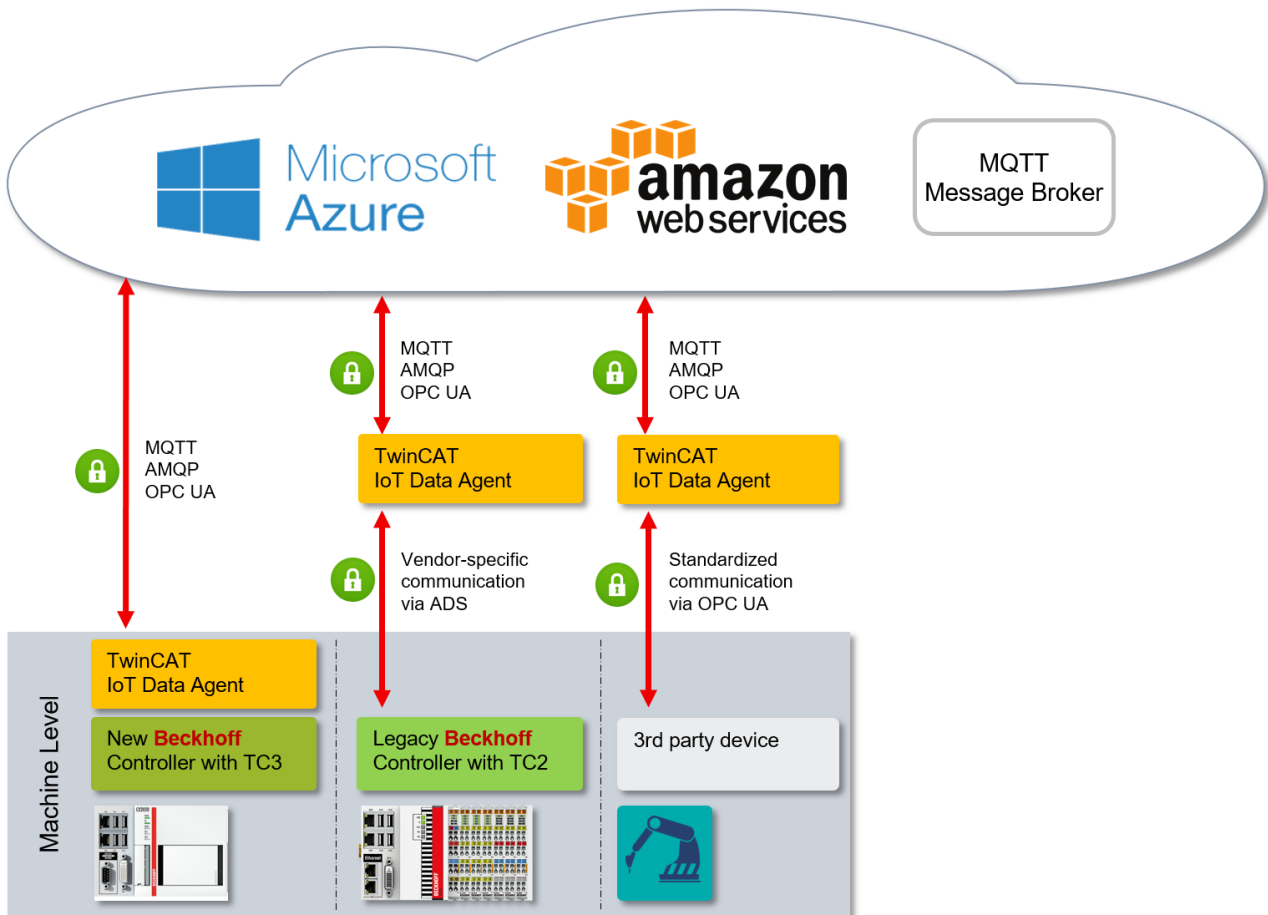 Microsoft
Azure
amazon
web services
MQTT
Message Broker
MQTT
AMQP
OPC UA
MQTT
AMQP
OPC UA
MQTT
AMQP
OPC UA
TwinCAT
IoT Data Agent
TwinCAT
IoT Data Agent
Vendor-specific
communication
via ADS
Standardized
communication
via OPC UA
Machine Level
TwinCAT
IoT Data Agent
New Beckhoff
Controller with TC3
Legacy Beckhoff
Controller with TC2
3rd party device
CX2020
Ethernet
BECKHOFF